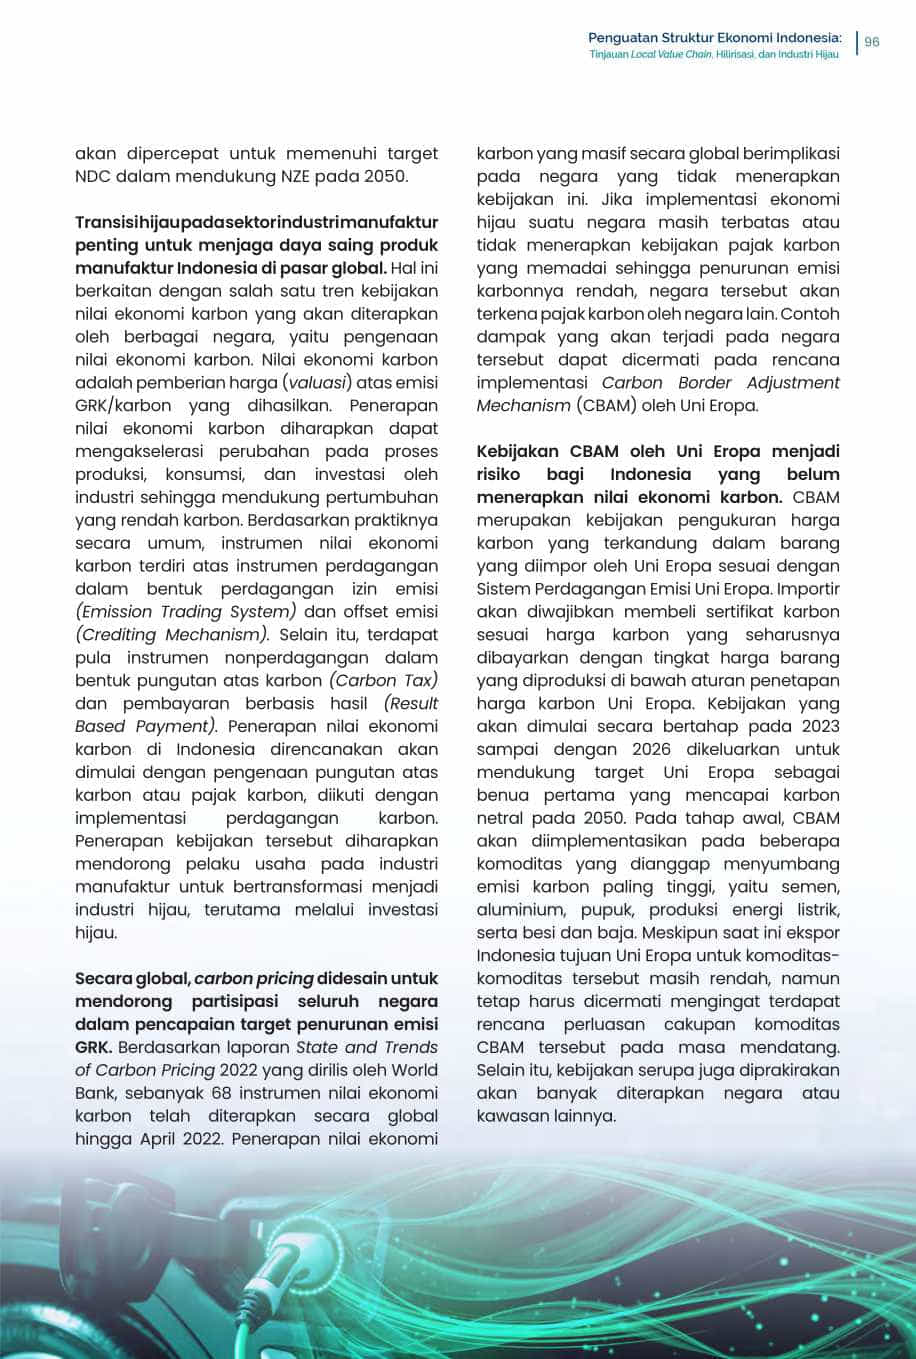 Penguatan Struktur Ekonomi Indonesia:
Tinjauan Local Value Chain, Hilirisasi, dan Industri Hijau
96
akan dipercepat untuk memenuhi target
NDC dalam mendukung NZE pada 2050.
Transisi hijau pada sektor industri manufaktur
penting untuk menjaga daya saing produk
manufaktur Indonesia di pasar global. Hal ini
berkaitan dengan salah satu tren kebijakan
nilai ekonomi karbon yang akan diterapkan
oleh berbagai negara, yaitu pengenaan
nilai ekonomi karbon. Nilai ekonomi karbon
adalah pemberian harga (valuasi) atas emisi
GRK/karbon yang dihasilkan. Penerapan
nilai ekonomi karbon diharapkan dapat
mengakselerasi perubahan pada proses
produksi, konsumsi, dan investasi oleh
industri sehingga mendukung pertumbuhan
yang rendah karbon. Berdasarkan praktiknya
secara umum, instrumen nilai ekonomi
karbon terdiri atas instrumen perdagangan
dalam bentuk perdagangan izin emisi
(Emission Trading System) dan offset emisi
(Crediting Mechanism). Selain itu, terdapat
pula instrumen nonperdagangan dalam
bentuk pungutan atas karbon (Carbon Tax)
dan pembayaran berbasis hasil (Result
Based Payment). Penerapan nilai ekonomi
karbon di Indonesia direncanakan akan
dimulai dengan pengenaan pungutan atas
karbon atau pajak karbon, diikuti dengan
implementasi perdagangan karbon.
Penerapan kebijakan tersebut diharapkan
mendorong pelaku usaha pada industri
manufaktur untuk bertransformasi menjadi
industri hijau, terutama melalui investasi
hijau.
Secara global, carbon pricing didesain untuk
mendorong partisipasi seluruh negara
dalam pencapaian target penurunan emisi
GRK. Berdasarkan laporan State and Trends
of Carbon Pricing 2022 yang dirilis oleh World
Bank, sebanyak 68 instrumen nilai ekonomi
karbon telah diterapkan secara global
hingga April 2022. Penerapan nilai ekonomi
karbon yang masif secara global berimplikasi
pada negara yang tidak menerapkan
kebijakan ini. Jika implementasi ekonomi
hijau suatu negara masih terbatas atau
tidak menerapkan kebijakan pajak karbon
yang memadai sehingga penurunan emisi
karbonnya rendah, negara tersebut akan
terkena pajak karbon oleh negara lain. Contoh
dampak yang akan terjadi pada negara
tersebut dapat dicermati pada rencana
implementasi Carbon Border Adjustment
Mechanism (CBAM) oleh Uni Eropa.
Kebijakan CBAM oleh Uni Eropa menjadi
risiko bagi Indonesia yang belum
menerapkan nilai ekonomi karbon. CBAM
merupakan kebijakan pengukuran harga
karbon yang terkandung dalam barang
yang diimpor oleh Uni Eropa sesuai dengan
Sistem Perdagangan Emisi Uni Eropa. Importir
akan diwajibkan membeli sertifikat karbon
sesuai harga karbon yang seharusnya
dibayarkan dengan tingkat harga barang
yang diproduksi di bawah aturan penetapan
harga karbon Uni Eropa. Kebijakan yang
akan dimulai secara bertahap pada 2023
sampai dengan 2026 dikeluarkan untuk
mendukung target Uni Eropa sebagai
benua pertama yang mencapai karbon
netral pada 2050. Pada tahap awal, CBAM
akan diimplementasikan pada beberapa
komoditas yang dianggap menyumbang
emisi karbon paling tinggi, yaitu semen,
aluminium, pupuk, produksi energi listrik,
serta besi dan baja. Meskipun saat ini ekspor
Indonesia tujuan Uni Eropa untuk komoditas-
komoditas tersebut masih rendah, namun
tetap harus dicermati mengingat terdapat
rencana perluasan cakupan komoditas
CBAM tersebut pada masa mendatang.
Selain itu, kebijakan serupa juga diprakirakan
akan banyak diterapkan negara atau
kawasan lainnya.